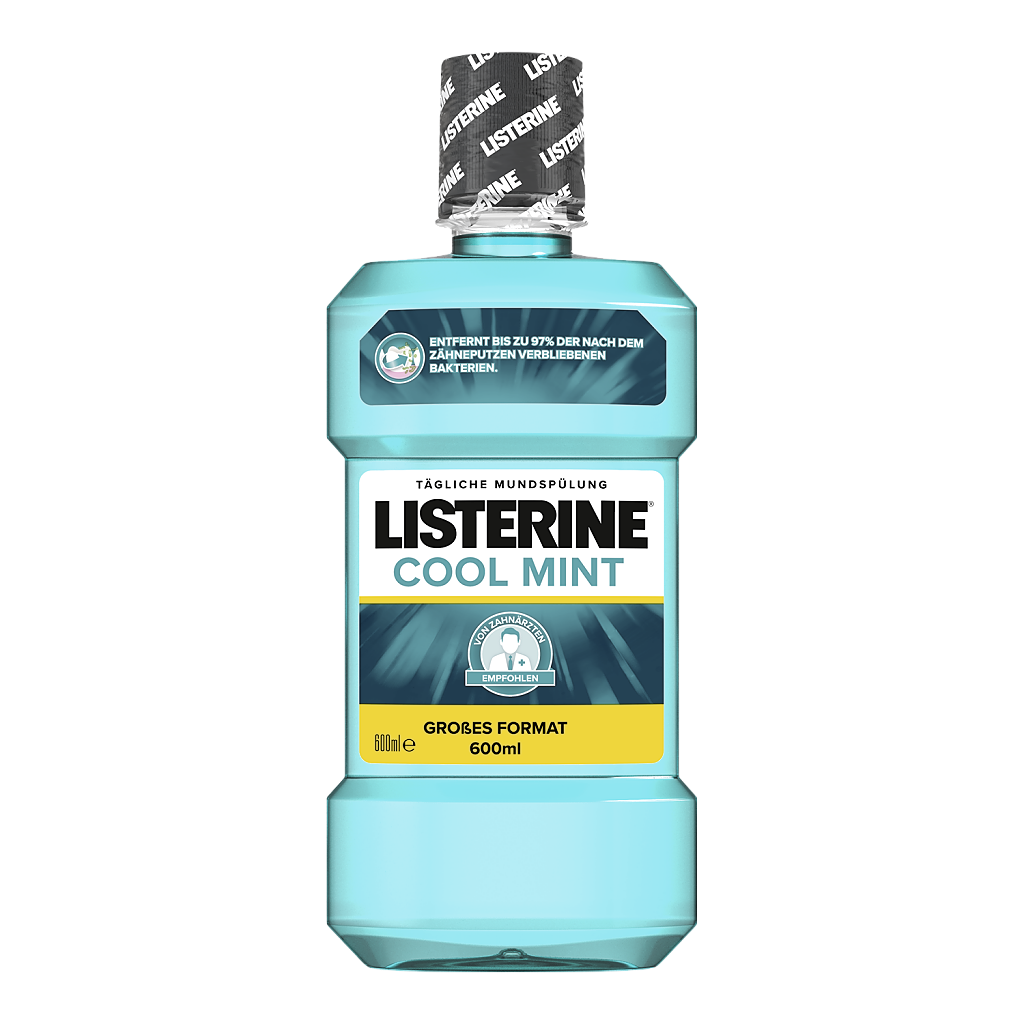 LISTERINE
LISTERINE
ENTFERNT BIS ZU 97% DER NACH DEM
ZÄHNEPUTZEN VERBLIEBENEN
BAKTERIEN.
TÄGLICHE MUNDSPÜLUNG
LISTERINE®
COOL MINT
VON ZAHNÄRZTEN
EMPFOHLEN
GROßES FORMAT
600ml
600ml e